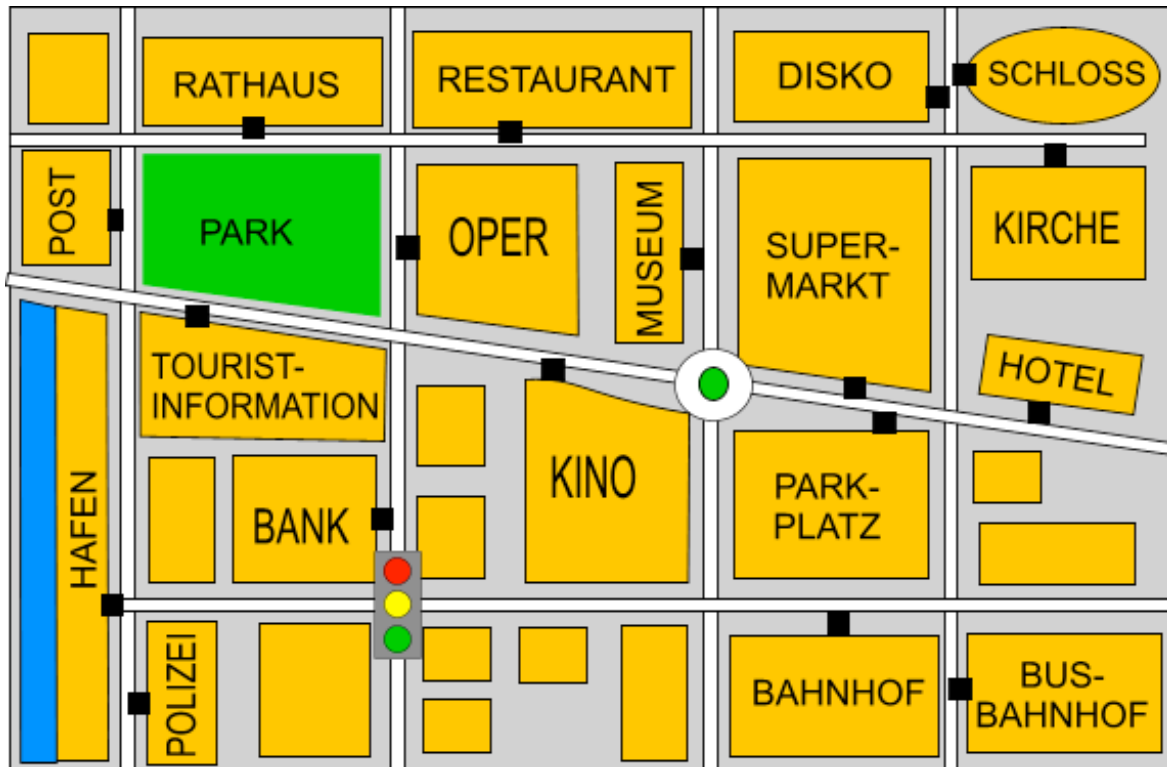 RATHAUS
RESTAURANT
DISKO
SCHLOSS
POST
PARK
OPER
MUSEUM
SUPER-
MARKT
KIRCHE
TOURIST-
INFORMATION
HOTEL
HAFEN
BANK
KINO
PARK-
PLATZ
POLIZEI
BAHNHOF
BUS-
BAHNHOF